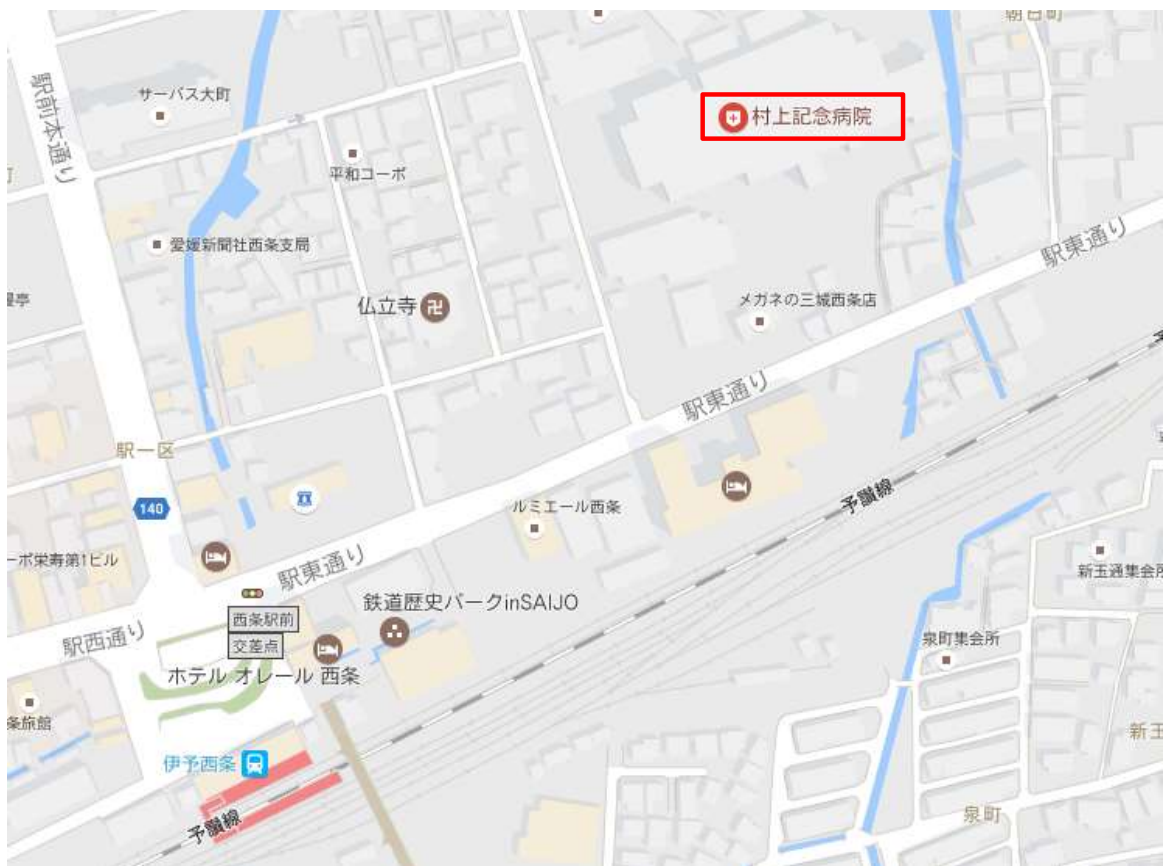 朝日町
サーバス大町
村上記念病院
駅前本通り
平和コーポ
愛媛新聞社西条支局
駅東通り
仏立寺
メガネの三城西条店
駅東通り
駅一区
140
ルミエール西条
予讃線
ーポ栄寿第1ビル
駅東通り
新玉通集会所
鉄道歴史パークinSAIJO
西条駅前
交差点
駅西通り
泉町集会所
ホテル オレール 西条
条旅館
新玉
伊予西条
泉町
予讃線